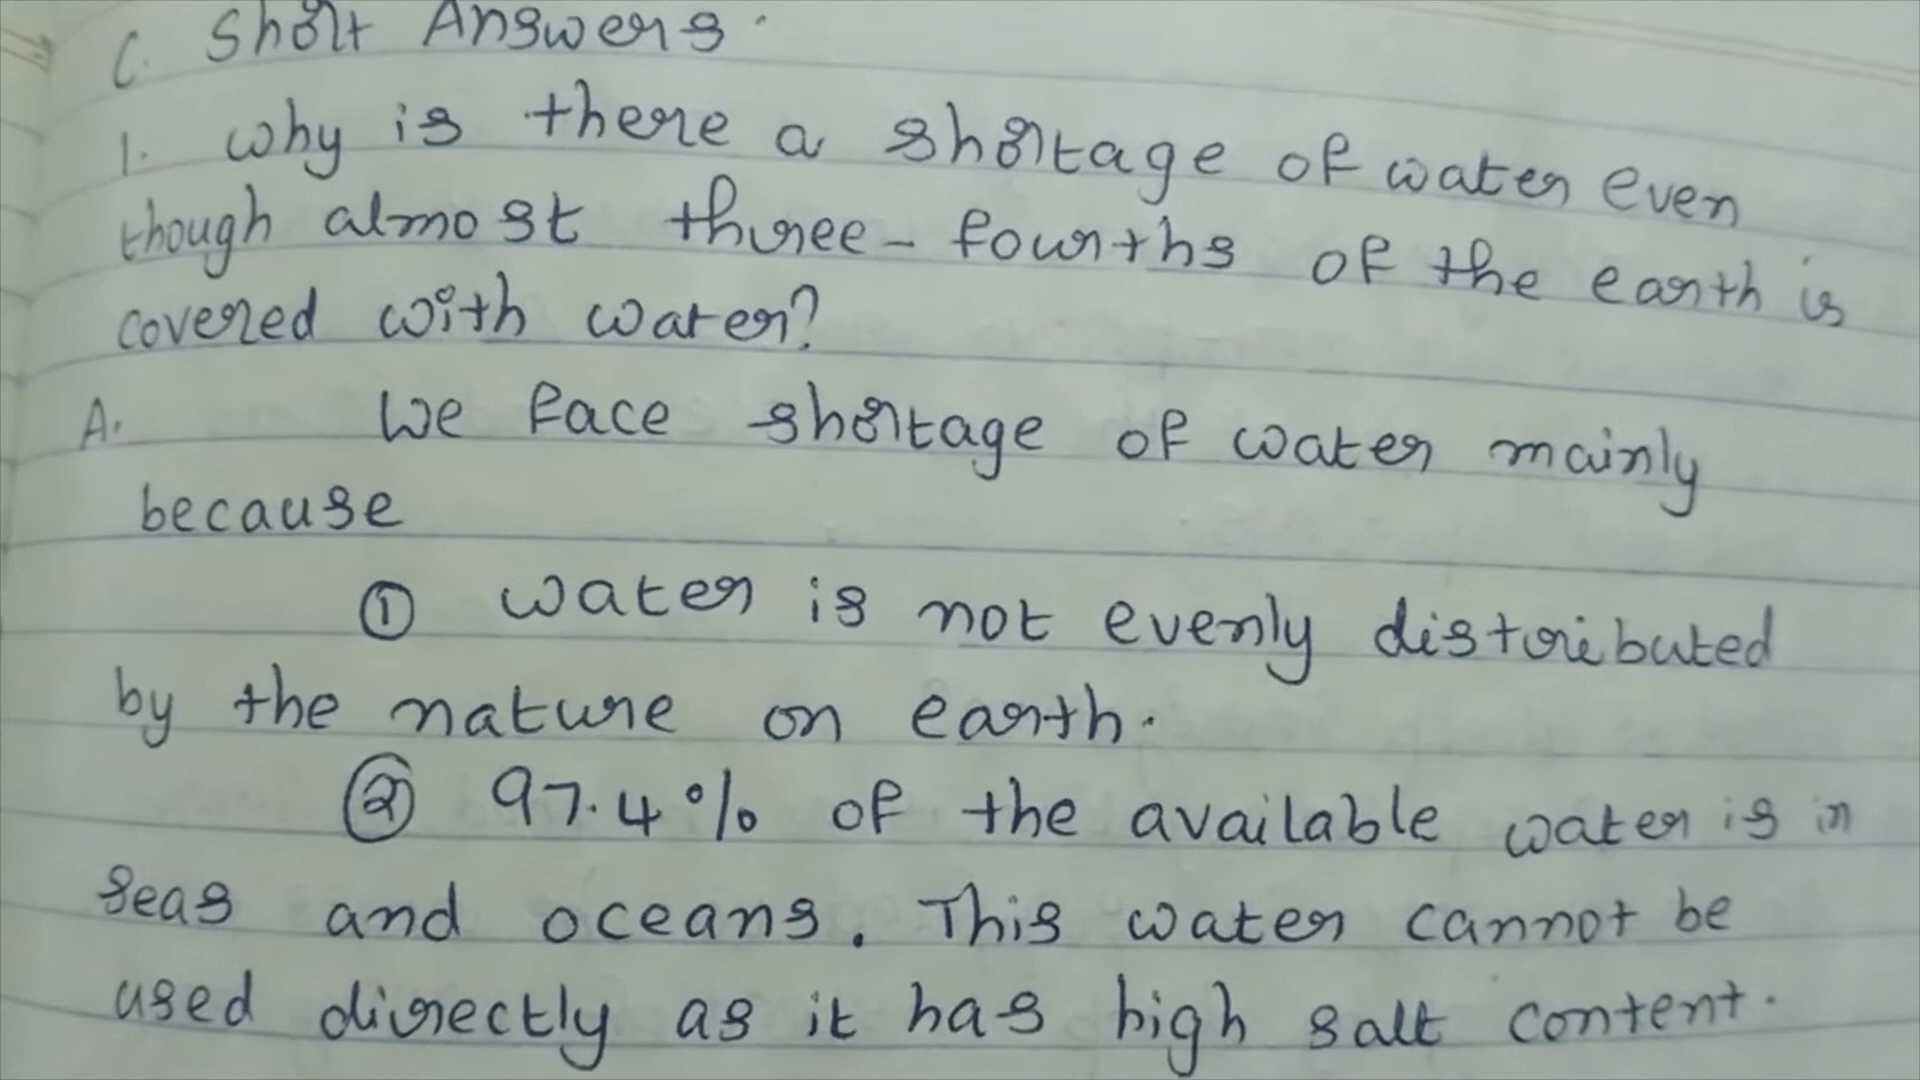 C. Short Answers.
1. Why is there a shortage of water even
though almost three-fourths of the earth is
covered with water?
A. We face shortage of water mainly
because
① water is not evenly distributed
by the nature on earth.
② 97.4% of the available water is in
seas and oceans. This water cannot be
used directly as it has high salt content.